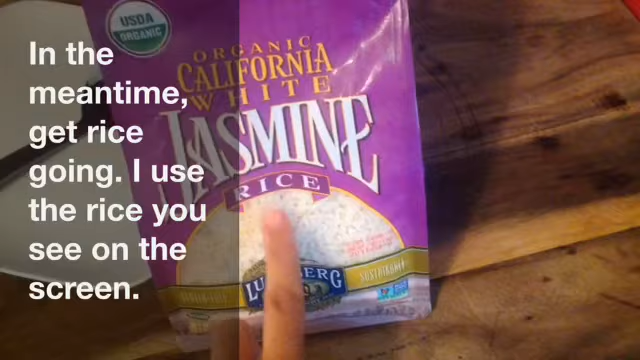 In the
meantime,
get rice
going. I use
the rice you
see on the
screen.
USDA
ORGANIC
ORGANIC
CALIFORNIA
WHITE
JASMINE
RICE